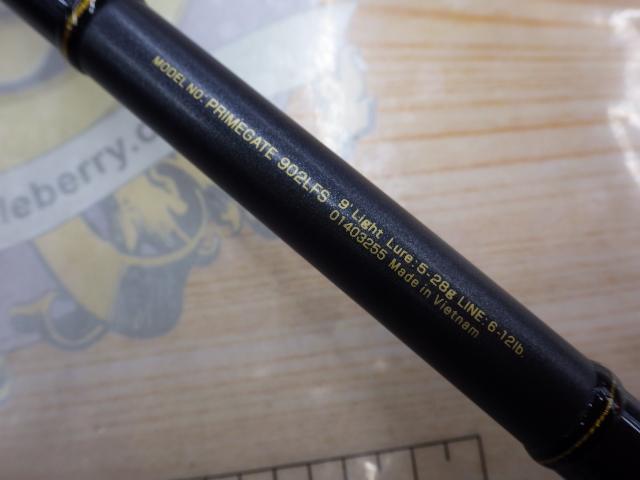 MODEL NO: PRIMEGATE 902LFS 9' Light Lure: 5-28g LINE: 6-12lb.
01403255 Made in Vietnam
leberry.c